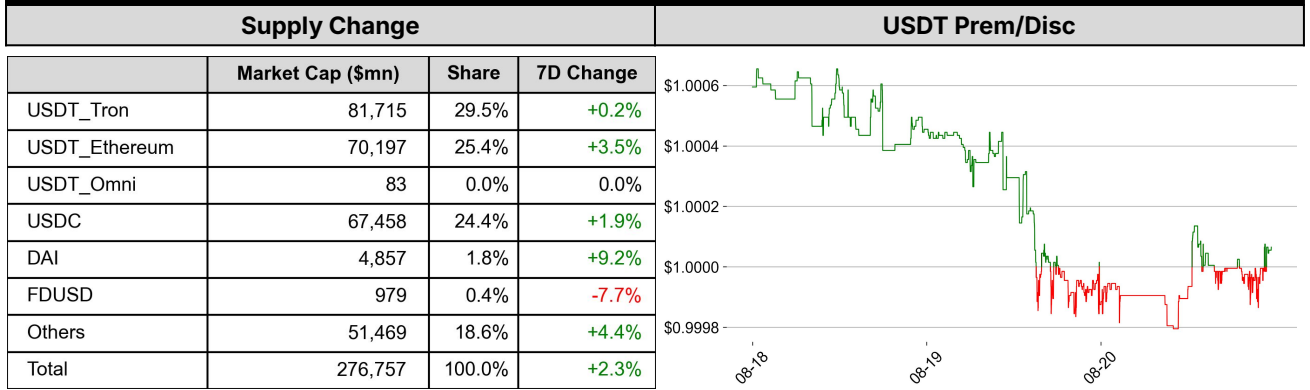 Supply Change
Market Cap ($mn) Share 7D Change
USDT_Tron 81,715 29.5% +0.2%
USDT_Ethereum 70,197 25.4% +3.5%
USDT_Omni 83 0.0% 0.0%
USDC 67,458 24.4% +1.9%
DAI 4,857 1.8% +9.2%
FDUSD 979 0.4% -7.7%
Others 51,469 18.6% +4.4%
Total 276,757 100.0% +2.3%
USDT Prem/Disc
$1.0006
$1.0004
$1.0002
$1.0000
$0.9998
08-18
08-19
08-20